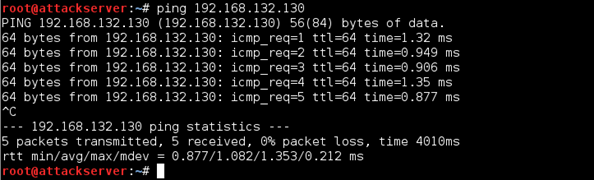 root@attackserver:~# ping 192.168.132.130
PING 192.168.132.130 (192.168.132.130) 56(84) bytes of data.
64 bytes from 192.168.132.130: icmp_req=1 ttl=64 time=1.32 ms
64 bytes from 192.168.132.130: icmp_req=2 ttl=64 time=0.949 ms
64 bytes from 192.168.132.130: icmp_req=3 ttl=64 time=0.906 ms
64 bytes from 192.168.132.130: icmp_req=4 ttl=64 time=1.35 ms
64 bytes from 192.168.132.130: icmp_req=5 ttl=64 time=0.877 ms
^C
--- 192.168.132.130 ping statistics ---
5 packets transmitted, 5 received, 0% packet loss, time 4010ms
rtt min/avg/max/mdev = 0.877/1.082/1.353/0.212 ms
root@attackserver:~#